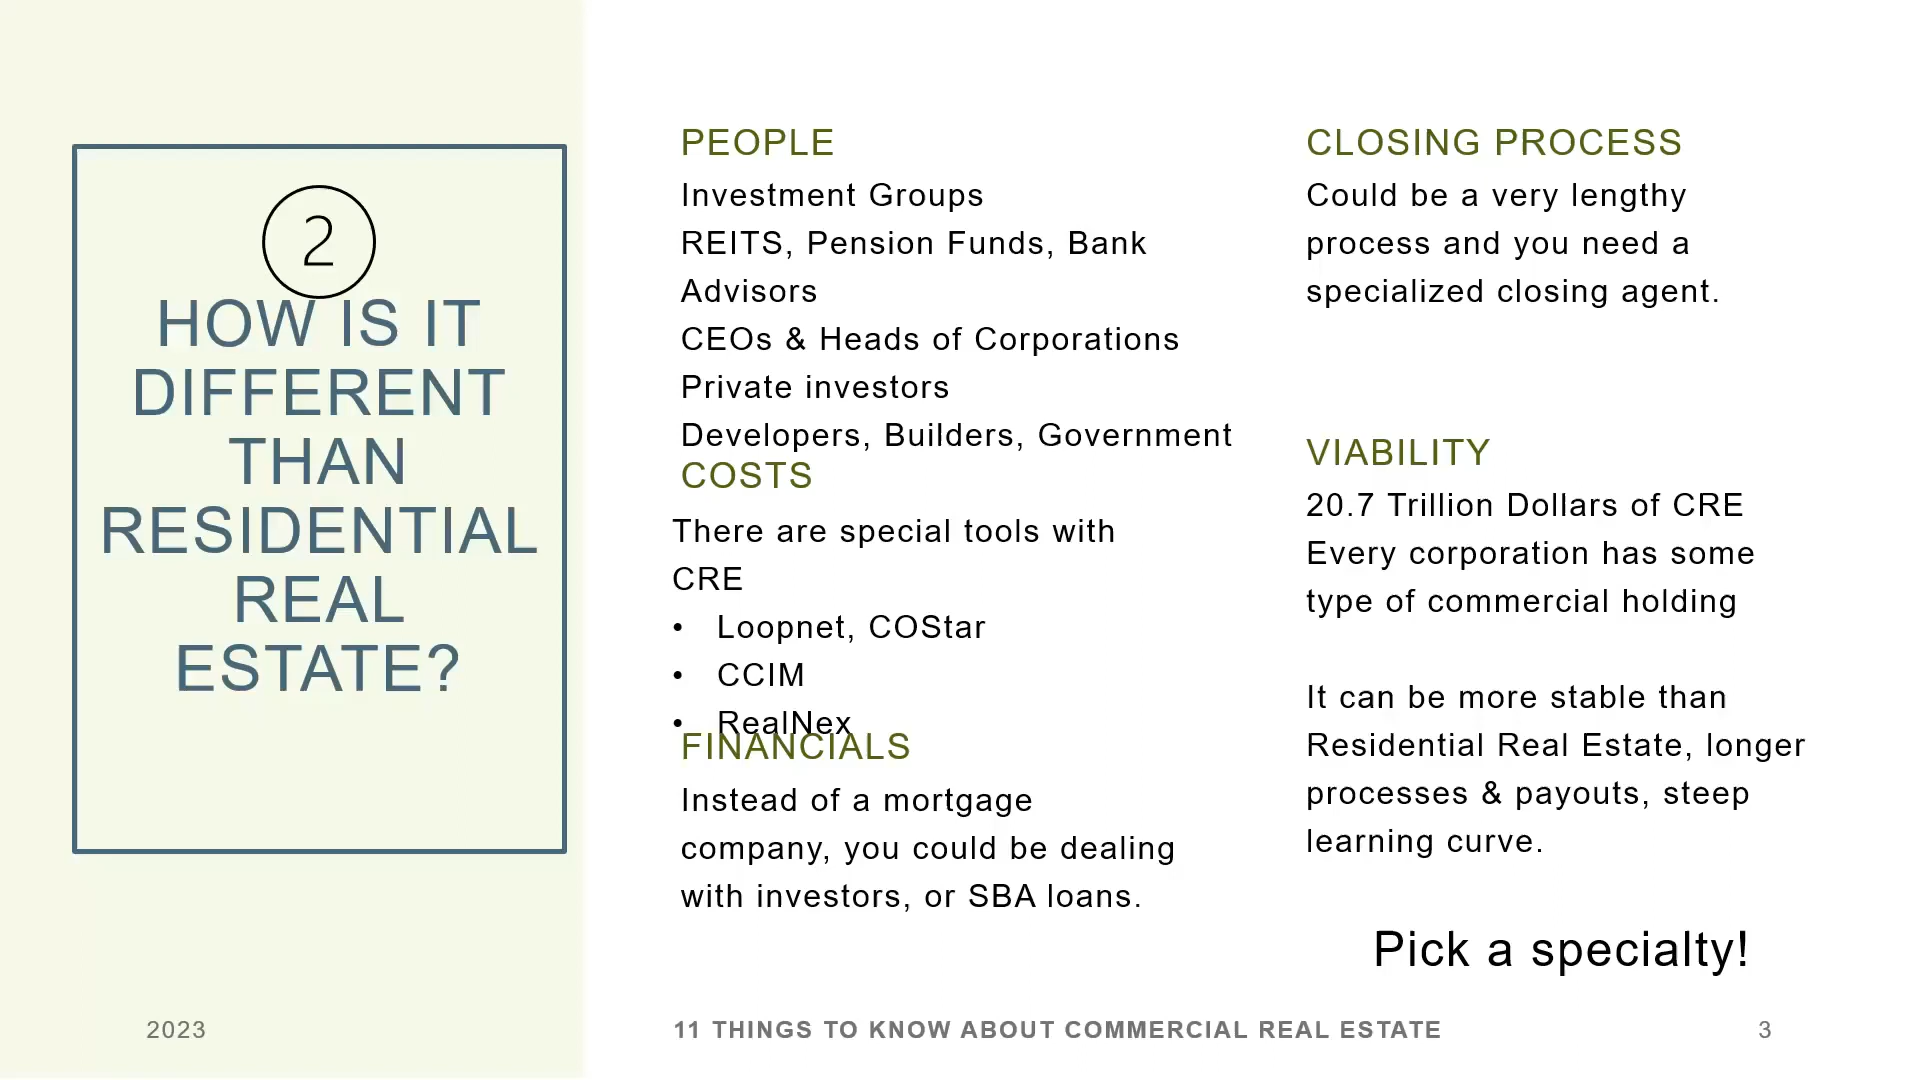 2
HOW IS IT
DIFFERENT
THAN
RESIDENTIAL
REAL
ESTATE?
PEOPLE
Investment Groups
REITS, Pension Funds, Bank
Advisors
CEOs & Heads of Corporations
Private investors
Developers, Builders, Government
COSTS
There are special tools with
CRE
• Loopnet, COStar
• CCIM
• RealNex
FINANCIALS
Instead of a mortgage
company, you could be dealing
with investors, or SBA loans.
CLOSING PROCESS
Could be a very lengthy
process and you need a
specialized closing agent.
VIABILITY
20.7 Trillion Dollars of CRE
Every corporation has some
type of commercial holding
It can be more stable than
Residential Real Estate, longer
processes & payouts, steep
learning curve.
Pick a specialty!
2023
11 THINGS TO KNOW ABOUT COMMERCIAL REAL ESTATE
3